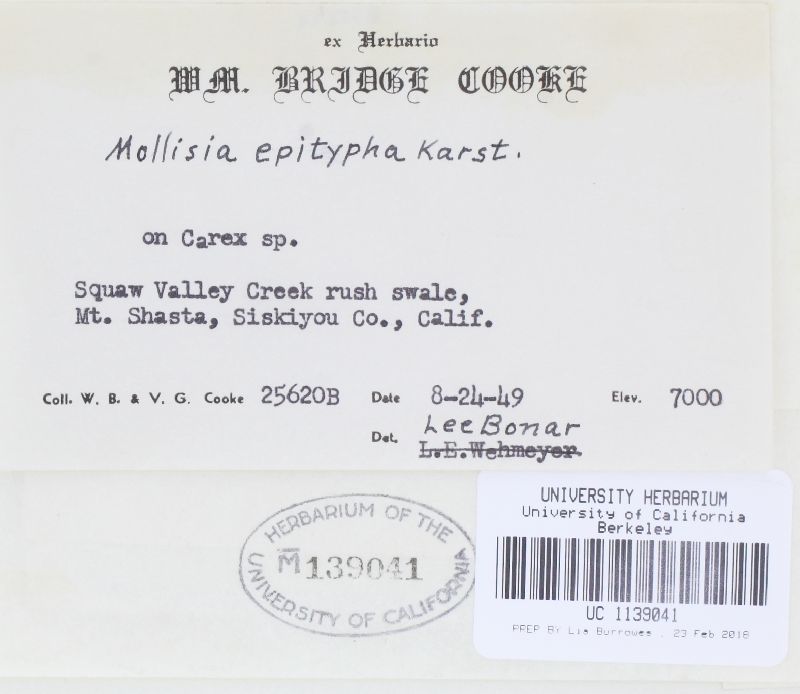 ex Herbario
WM. BRIDGE COOKE
Mollisia epitypha Karst.
on Carex sp.
Squaw Valley Creek rush swale,
Mt. Shasta, Siskiyou Co., Calif.
Coll. W. B. & V. G. Cooke 25620B Date 8-24-49 Elev. 7000
Det. Lee Bonar
L.E.Wehmeyer.
HERBARIUM OF THE
M139041
UNIVERSITY OF CALIFORNIA
UNIVERSITY HERBARIUM
University of California
Berkeley
UC 1139041
PREP BY Lis Burrowes . 23 Feb 2018